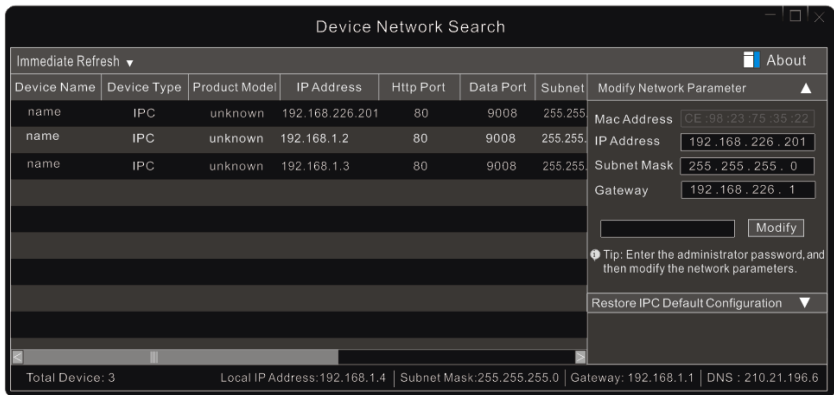 Device Network Search
Immediate Refresh
About
Device Name Device Type Product Model IP Address Http Port Data Port Subnet
name IPC unknown 192.168.226.201 80 9008 255.255.
name IPC unknown 192.168.1.2 80 9008 255.255.
name IPC unknown 192.168.1.3 80 9008 255.255.
Modify Network Parameter
Mac Address CE:98:23:75:35:22
IP Address 192.168.226.201
Subnet Mask 255.255.255.0
Gateway 192.168.226.1
Modify
Tip: Enter the administrator password,and
then modify the network parameters.
Restore IPC Default Configuration
Total Device: 3 Local IP Address:192.168.1.4 Subnet Mask:255.255.255.0 Gateway: 192.168.1.1 DNS : 210.21.196.6